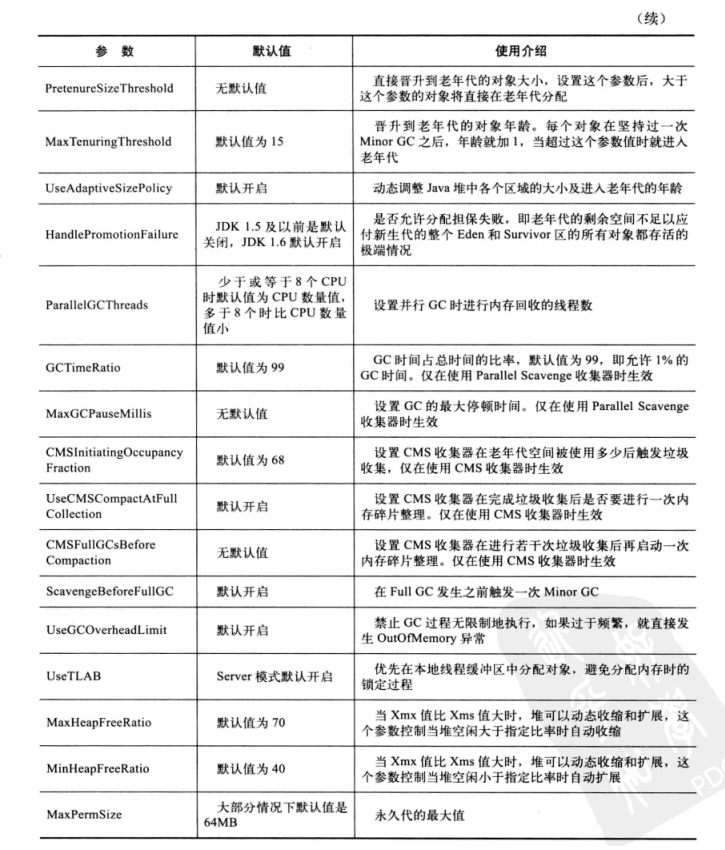 （续）
参 数 默认值 使用介绍
PretenureSizeThreshold 无默认值 直接晋升到老年代的对象大小，设置这个参数后，大于
这个参数的对象将直接在老年代分配
MaxTenuringThreshold 默认值为 15 晋升到老年代的对象年龄。每个对象在坚持过一次
Minor GC 之后，年龄就加 1，当超过这个参数值时就进入
老年代
UseAdaptiveSizePolicy 默认开启 动态调整 Java 堆中各个区域的大小及进入老年代的年龄
HandlePromotionFailure JDK 1.5 及以前是默认
关闭，JDK 1.6 默认开启
是否允许分配担保失败，即老年代的剩余空间不足以应
付新生代的整个 Eden 和 Survivor 区的所有对象都存活的
极端情况
ParallelGCThreads 少于或等于 8 个 CPU
时默认值为 CPU 数量值，
多于 8 个时比 CPU 数量
值小
设置并行 GC 时进行内存回收的线程数
GCTimeRatio 默认值为 99 GC 时间占总时间的比率，默认值为 99，即允许 1% 的
GC 时间。仅在使用 Parallel Scavenge 收集器时生效
MaxGCPauseMillis 无默认值 设置 GC 的最大停顿时间。仅在使用 Parallel Scavenge
收集器时生效
CMSInitiatingOccupancy
Fraction
默认值为 68
设置 CMS 收集器在老年代空间被使用多少后触发垃圾
收集，仅在使用 CMS 收集器时生效
UseCMSCompactAtFull
Collection
默认开启
设置 CMS 收集器在完成垃圾收集后是否要进行一次内
存碎片整理。仅在使用 CMS 收集器时生效
CMSFullGCsBefore
Compaction
无默认值
设置 CMS 收集器在进行若干次垃圾收集后再启动一次
内存碎片整理。仅在使用 CMS 收集器时生效
ScavengeBeforeFullGC 默认开启 在 Full GC 发生之前触发一次 Minor GC
UseGCOverheadLimit 默认开启 禁止 GC 过程无限制地执行，如果过于频繁，就直接发
生 OutOfMemory 异常
UseTLAB Server 模式默认开启 优先在本地线程缓冲区中分配对象，避免分配内存时的
锁定过程
MaxHeapFreeRatio 默认值为 70 当 Xmx 值比 Xms 值大时，堆可以动态收缩和扩展，这
个参数控制当堆空闲大于指定比率时自动收缩
MinHeapFreeRatio 默认值为 40 当 Xmx 值比 Xms 值大时，堆可以动态收缩和扩展，这
个参数控制当堆空闲小于指定比率时自动扩展
MaxPermSize 大部分情况下默认值是
64MB
永久代的最大值